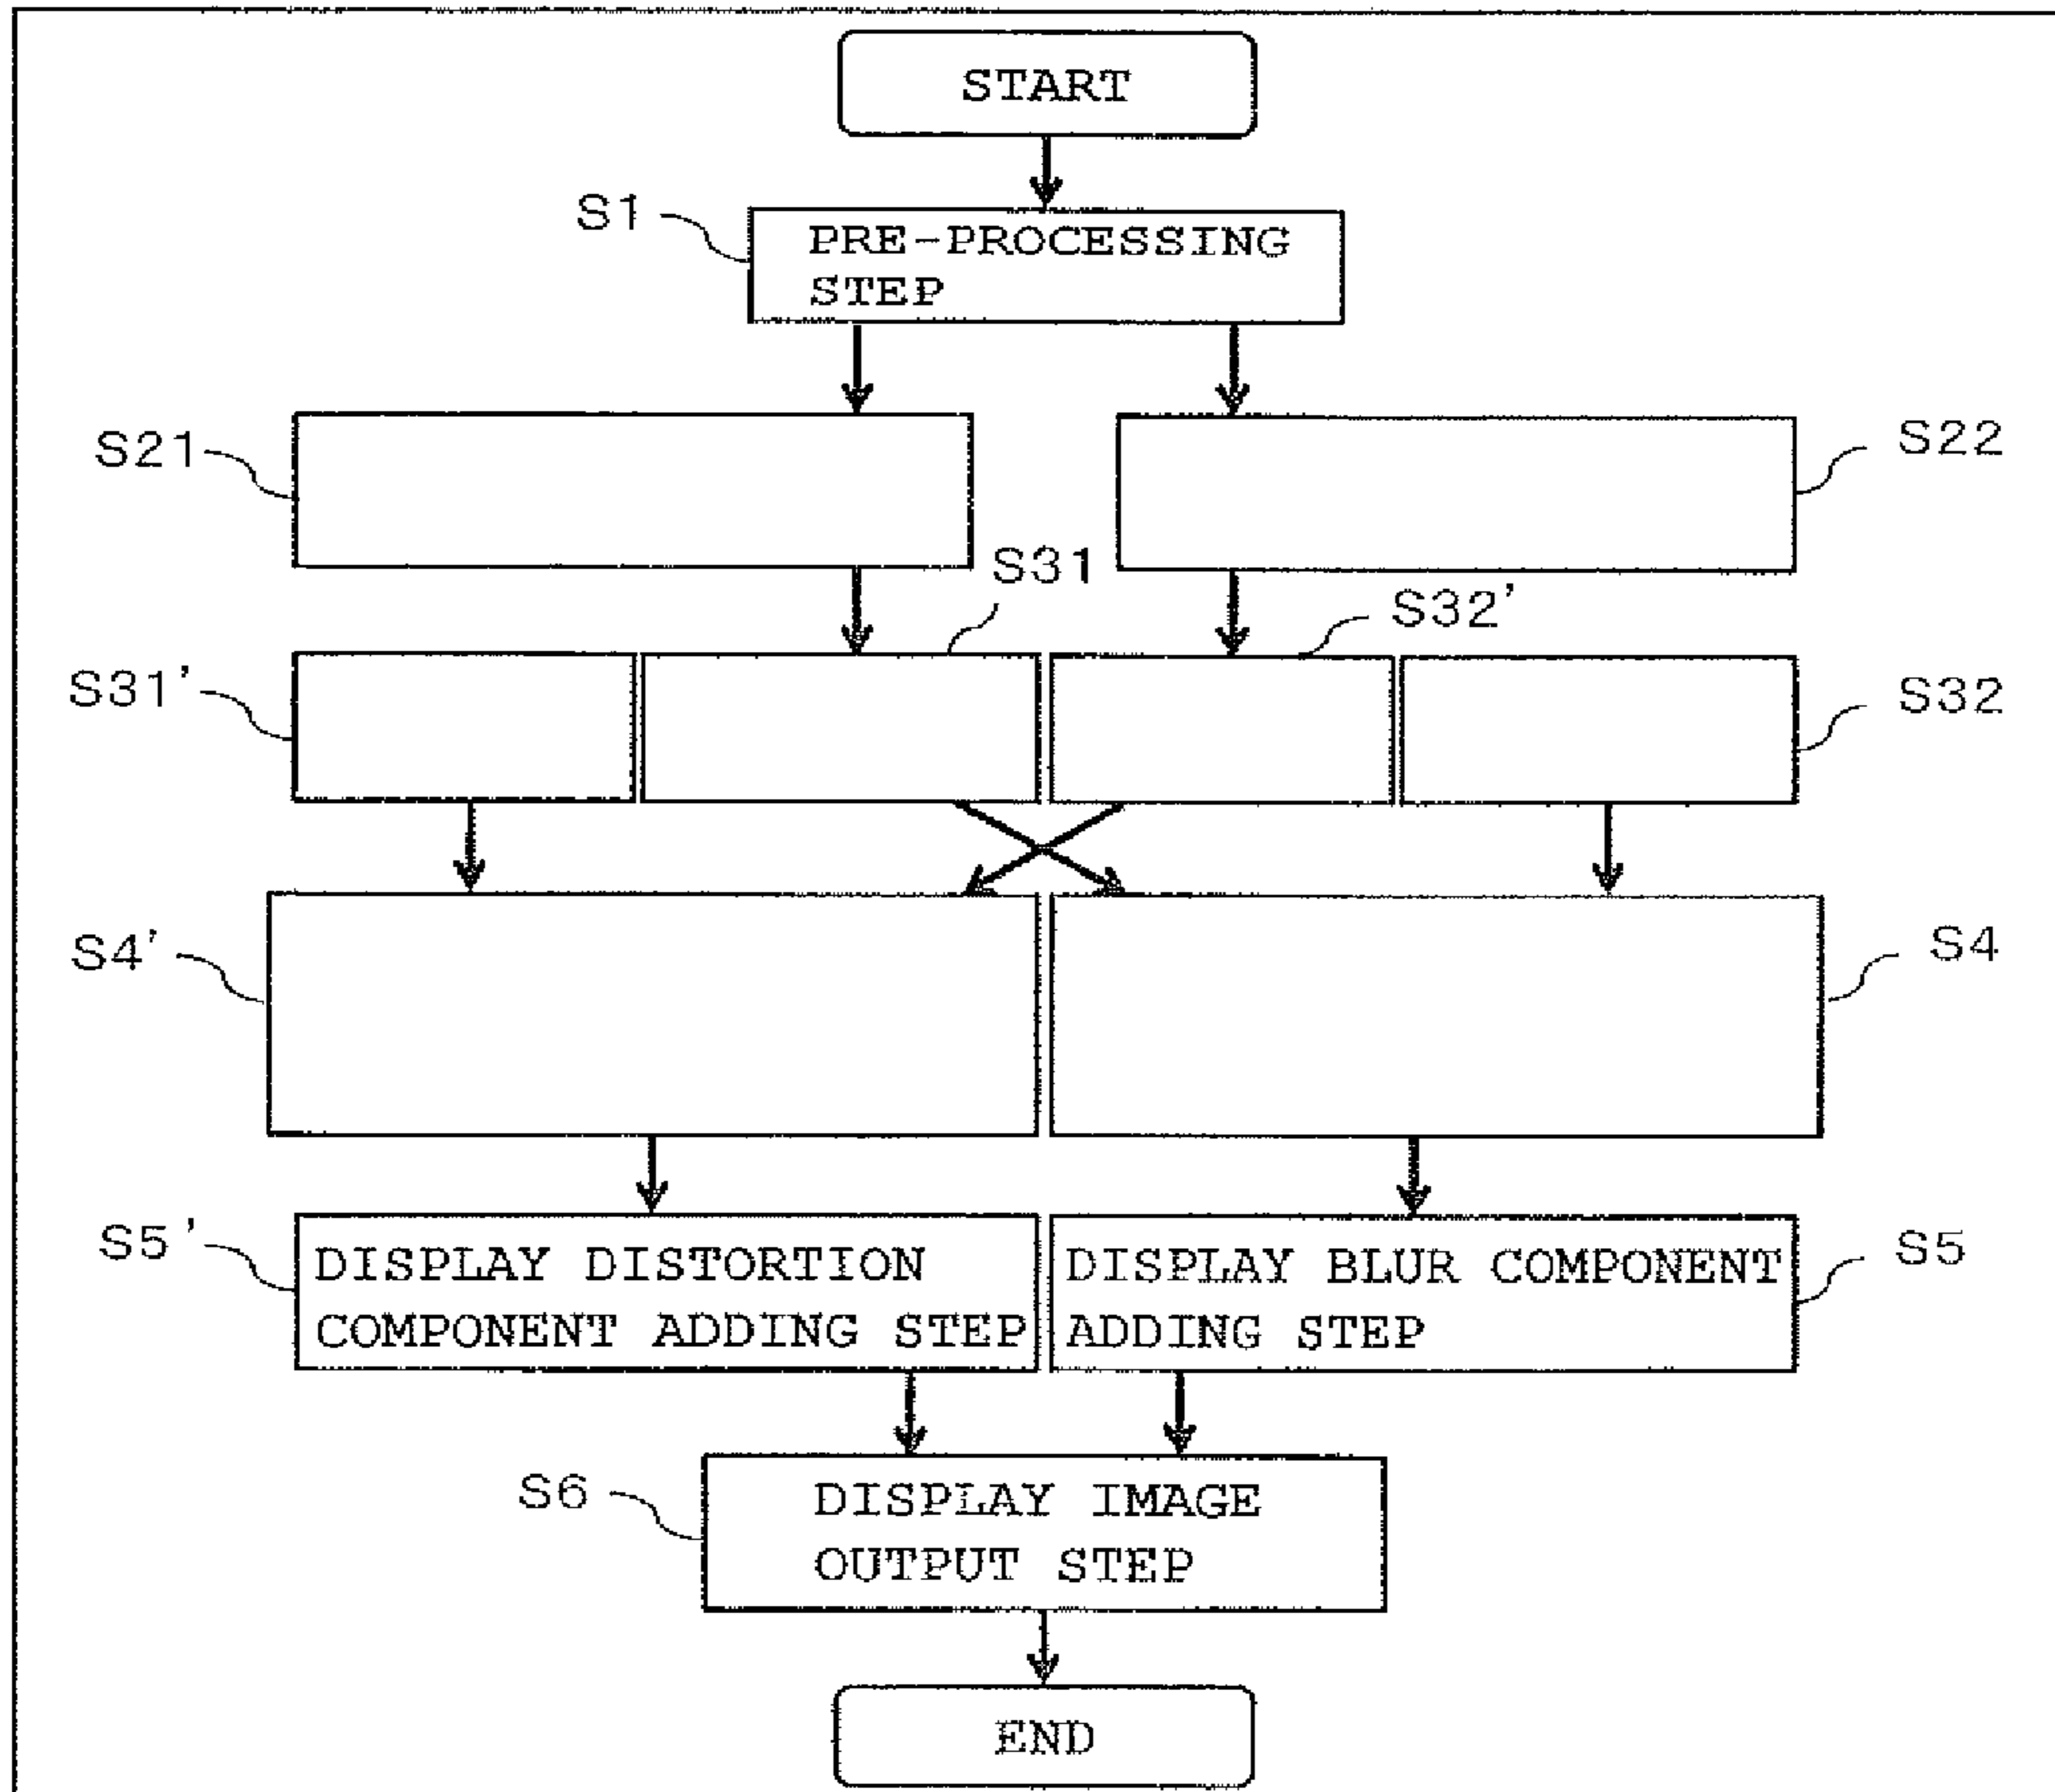 START
S1
PRE-PROCESSING
STEP
S21
S22
S31
S32'
S31'
S32
S4'
S4
S5'
DISPLAY DISTORTION
COMPONENT ADDING STEP
DISPLAY BLUR COMPONENT
ADDING STEP
S5
S6
DISPLAY IMAGE
OUTPUT STEP
END